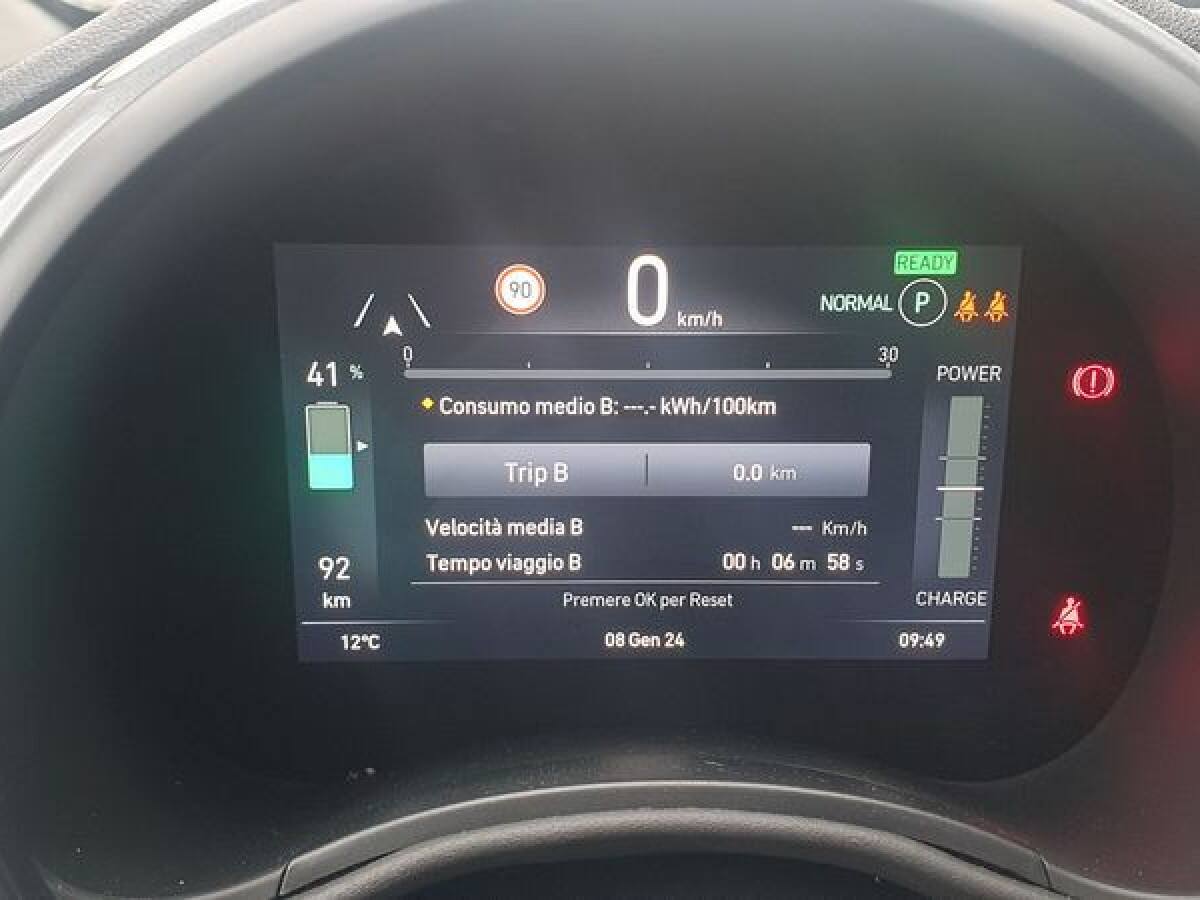 READY
90
0 km/h
NORMAL P
0 30
41 %
POWER
Consumo medio B: ---.- kWh/100km
Trip B 0.0 km
Velocità media B --- Km/h
Tempo viaggio B 00 h 06 m 58 s
92
km
Premere OK per Reset
CHARGE
12°C 08 Gen 24 09:49